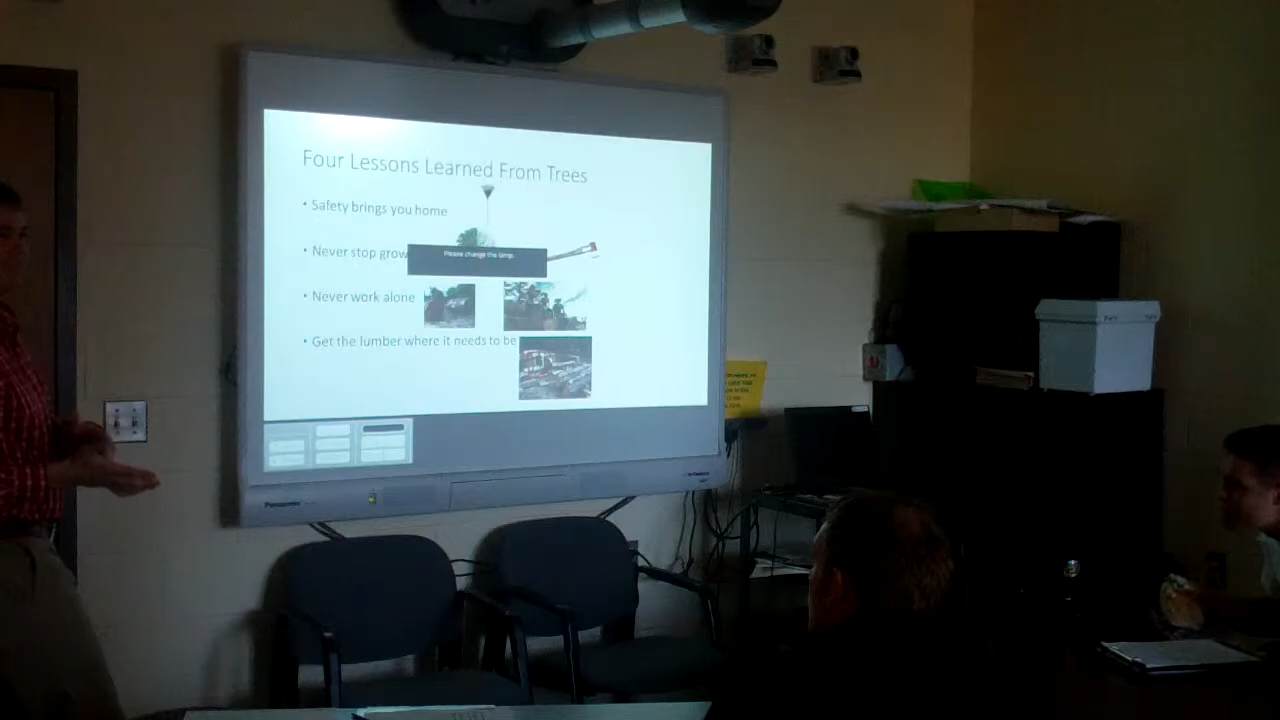 Four Lessons Learned From Trees
• Safety brings you home
• Never stop grow
Please change the lamp.
• Never work alone
• Get the lumber where it needs to be
Panasonic